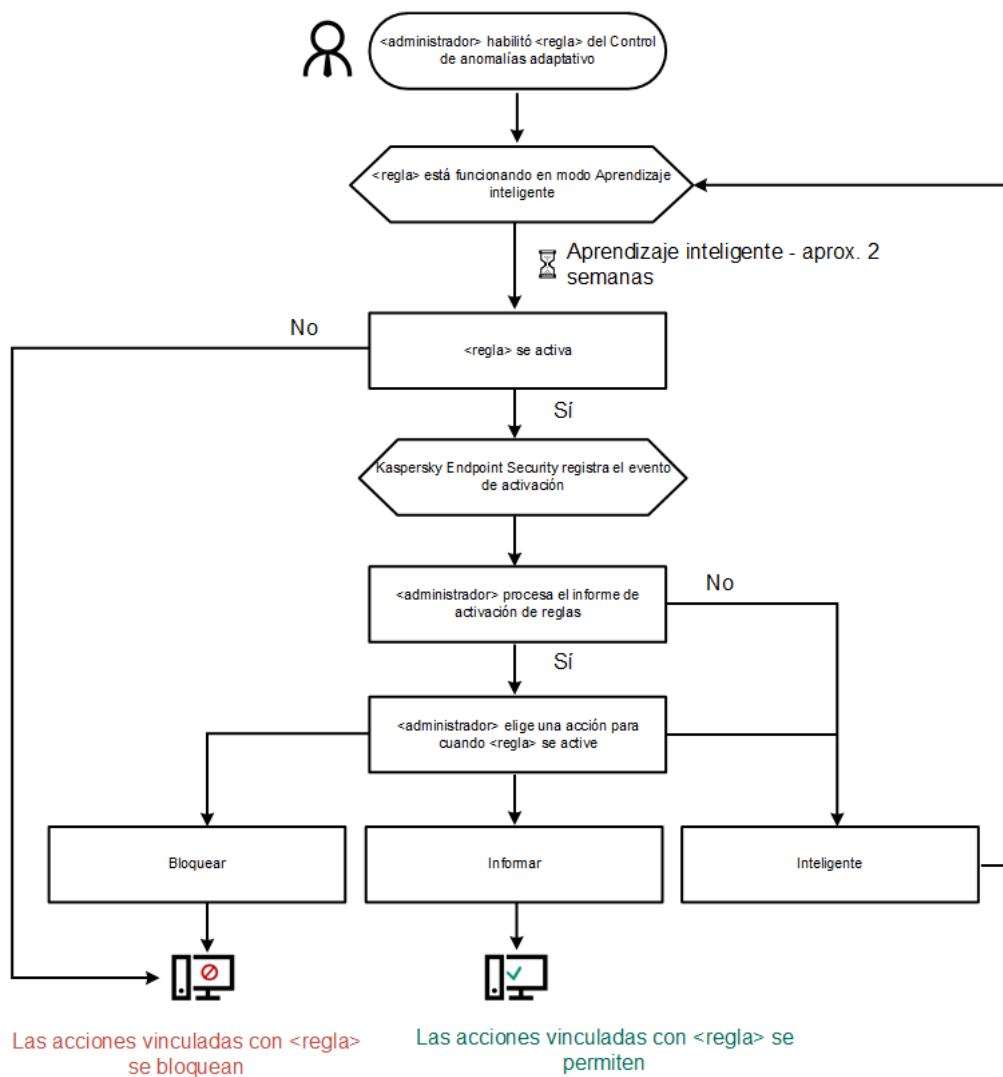 <administrador> habilitó <regla> del Control
de anomalías adaptativo
<regla> está funcionando en modo Aprendizaje
inteligente
Aprendizaje inteligente - aprox. 2
semanas
No
<regla> se activa
Sí
Kaspersky Endpoint Security registra el evento
de activación
<administrador> procesa el informe de
activación de reglas
No
Sí
<administrador> elige una acción para
cuando <regla> se active
Bloquear
Informar
Inteligente
Las acciones vinculadas con <regla>
se bloquean
Las acciones vinculadas con <regla> se
permiten